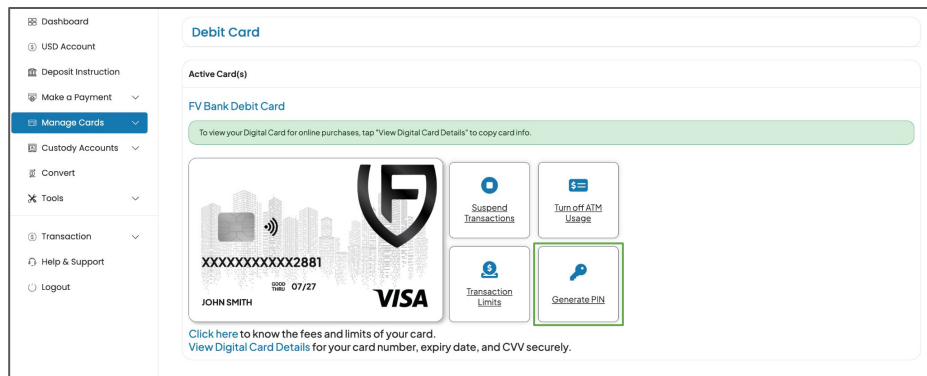 Dashboard
USD Account
Deposit Instruction
Make a Payment
Manage Cards
Custody Accounts
Convert
Tools
Transaction
Help & Support
Logout
Debit Card
Active Card(s)
FV Bank Debit Card
To view your Digital Card for online purchases, tap "View Digital Card Details" to copy card info.
XXXXXXXXXXXX2881
GOOD
THRU 07/27
JOHN SMITH
VISA
Suspend
Transactions
Turn off ATM
Usage
Transaction
Limits
Generate PIN
Click here to know the fees and limits of your card.
View Digital Card Details for your card number, expiry date, and CVV securely.